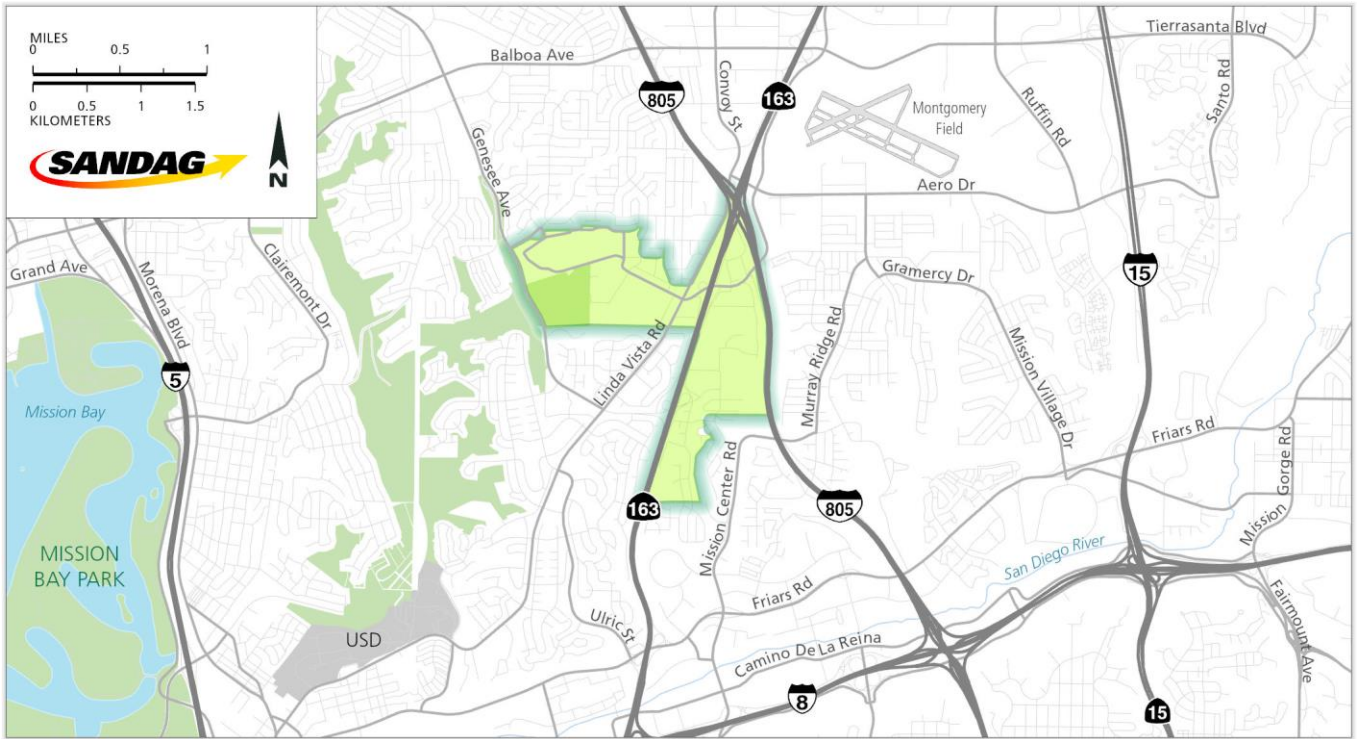 MILES
0 0.5 1
0 0.5 1 1.5
KILOMETERS
SANDAG
N
Balboa Ave
Tierrasanta Blvd
805
Convoy St
163
Montgomery
Field
Ruffin Rd
Santo Rd
Genesee Ave
Aero Dr
Grand Ave
Morena Blvd
Clairemont Dr
Gramercy Dr
15
Linda Vista Rd
Murray Ridge Rd
Mission Village Dr
5
Mission Bay
Friars Rd
Mission Gorge Rd
Mission Center Rd
163
805
MISSION
BAY PARK
San Diego River
Friars Rd
Fairmount Ave
Ulric St
USD
Camino De La Reina
8
15